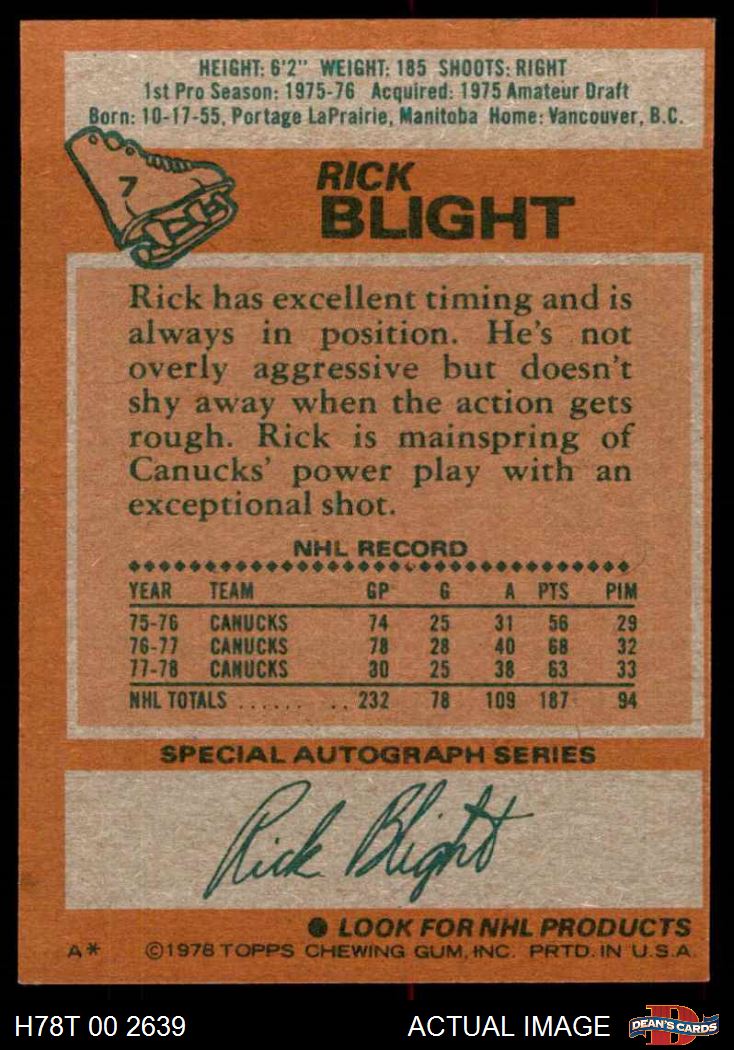 HEIGHT: 6'2" WEIGHT: 185 SHOOTS: RIGHT
1st Pro Season: 1975-76 Acquired: 1975 Amateur Draft
Born: 10-17-55, Portage LaPrairie, Manitoba Home: Vancouver, B.C.
7
RICK
BLIGHT
Rick has excellent timing and is
always in position. He's not
overly aggressive but doesn't
shy away when the action gets
rough. Rick is mainspring of
Canucks' power play with an
exceptional shot.
NHL RECORD
YEAR TEAM GP G A PTS PIM
75-76 CANUCKS 74 25 31 56 29
76-77 CANUCKS 78 28 40 68 32
77-78 CANUCKS 80 25 38 63 33
NHL TOTALS ...... .. 232 78 109 187 94
SPECIAL AUTOGRAPH SERIES
Rick Blight
● LOOK FOR NHL PRODUCTS
A* ©1978 TOPPS CHEWING GUM, INC. PRTD. IN U.S.A.
H78T 00 2639 ACTUAL IMAGE DEAN'S CARDS